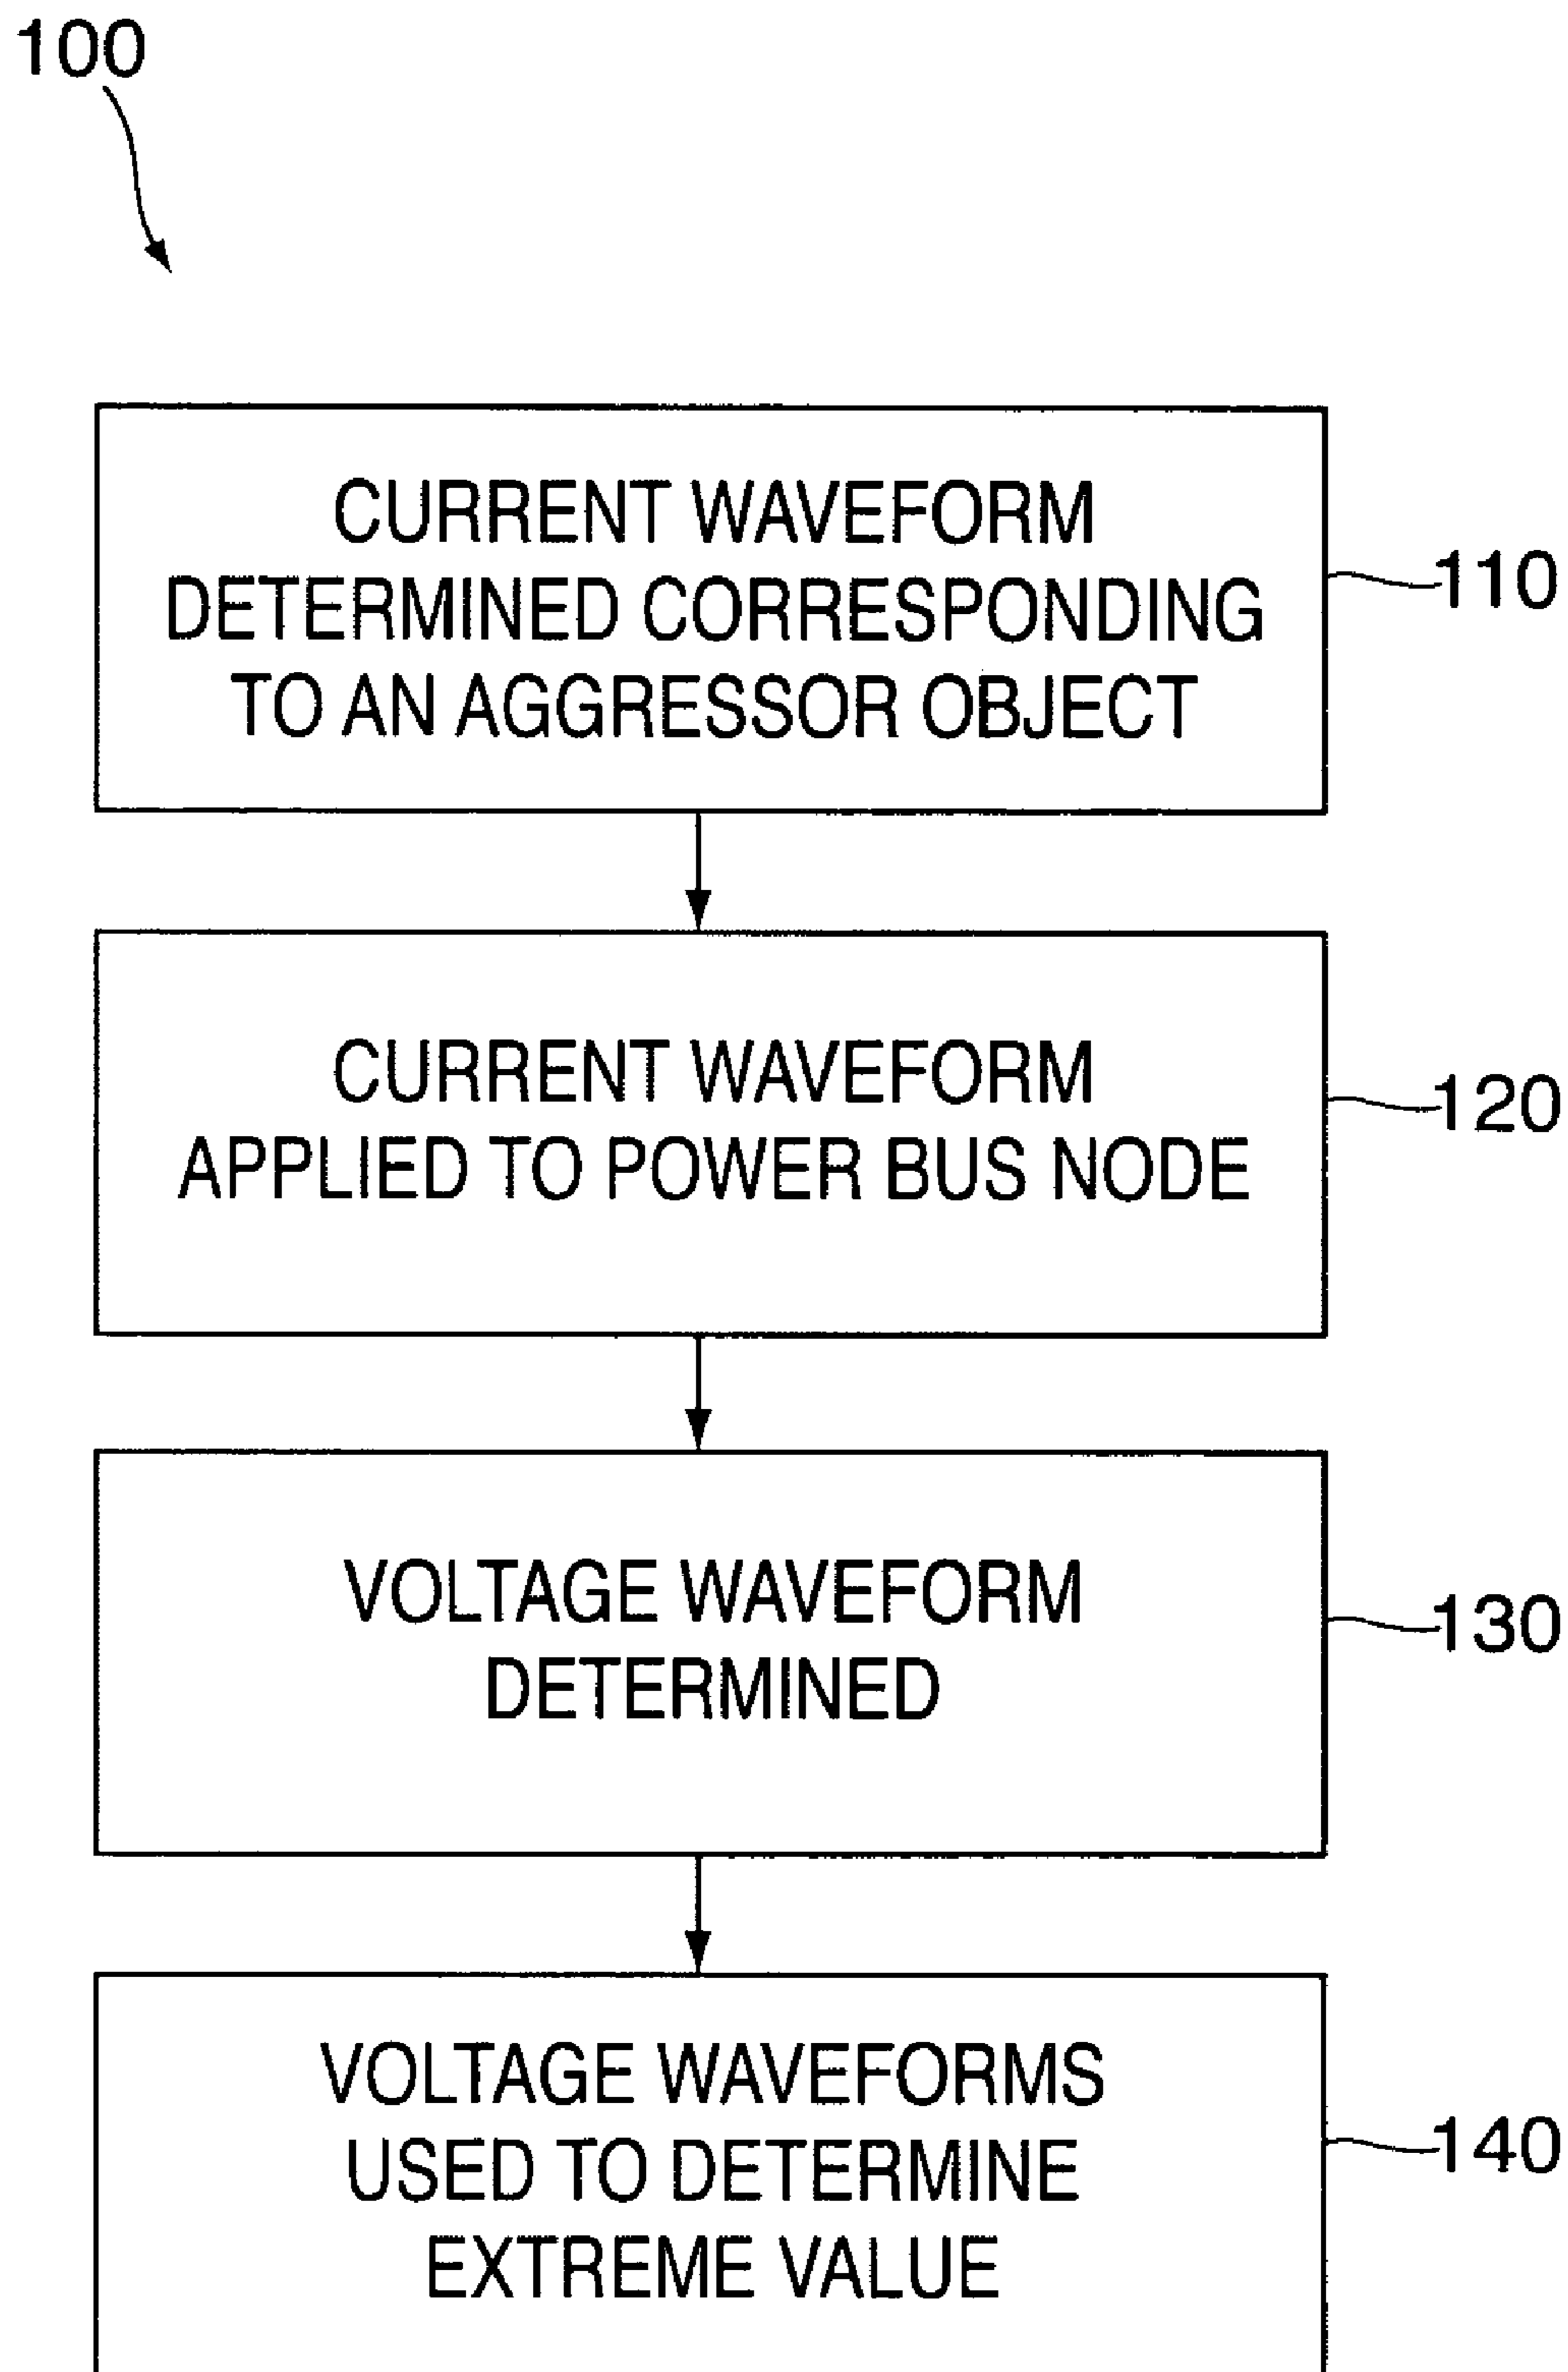 100
CURRENT WAVEFORM
DETERMINED CORRESPONDING
TO AN AGGRESSOR OBJECT
110
CURRENT WAVEFORM
APPLIED TO POWER BUS NODE
120
VOLTAGE WAVEFORM
DETERMINED
130
VOLTAGE WAVEFORMS
USED TO DETERMINE
EXTREME VALUE
140